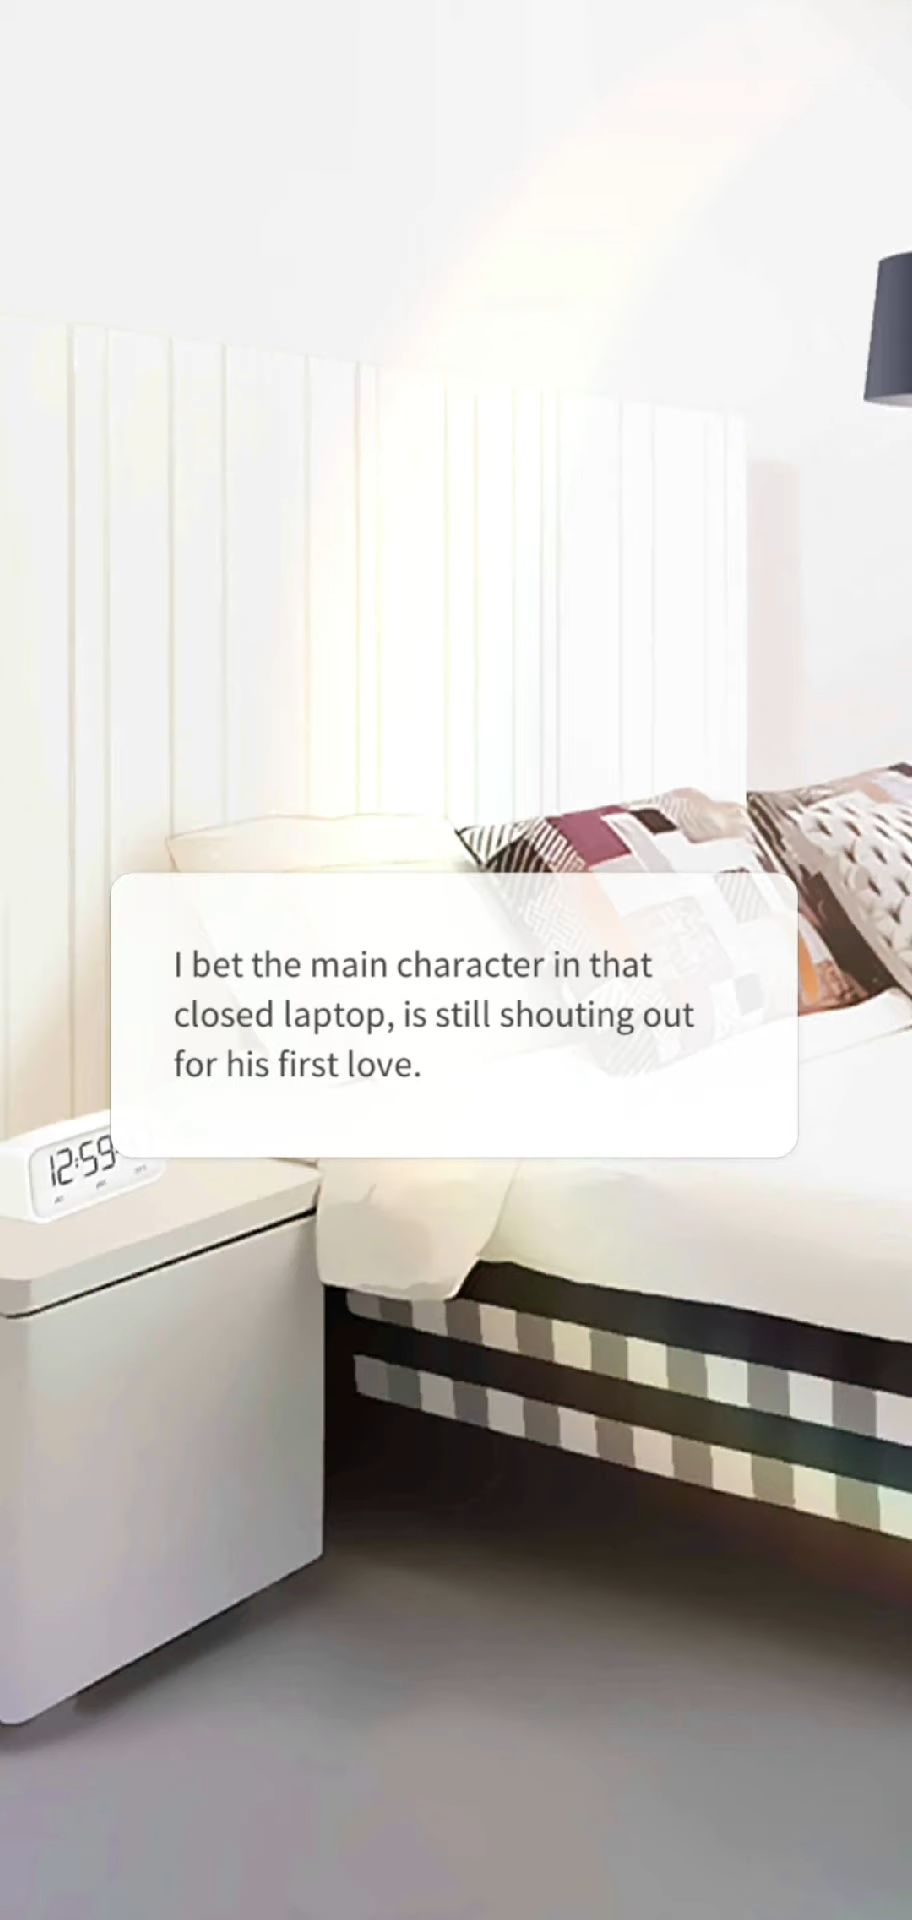 I bet the main character in that
closed laptop, is still shouting out
for his first love.
12:59